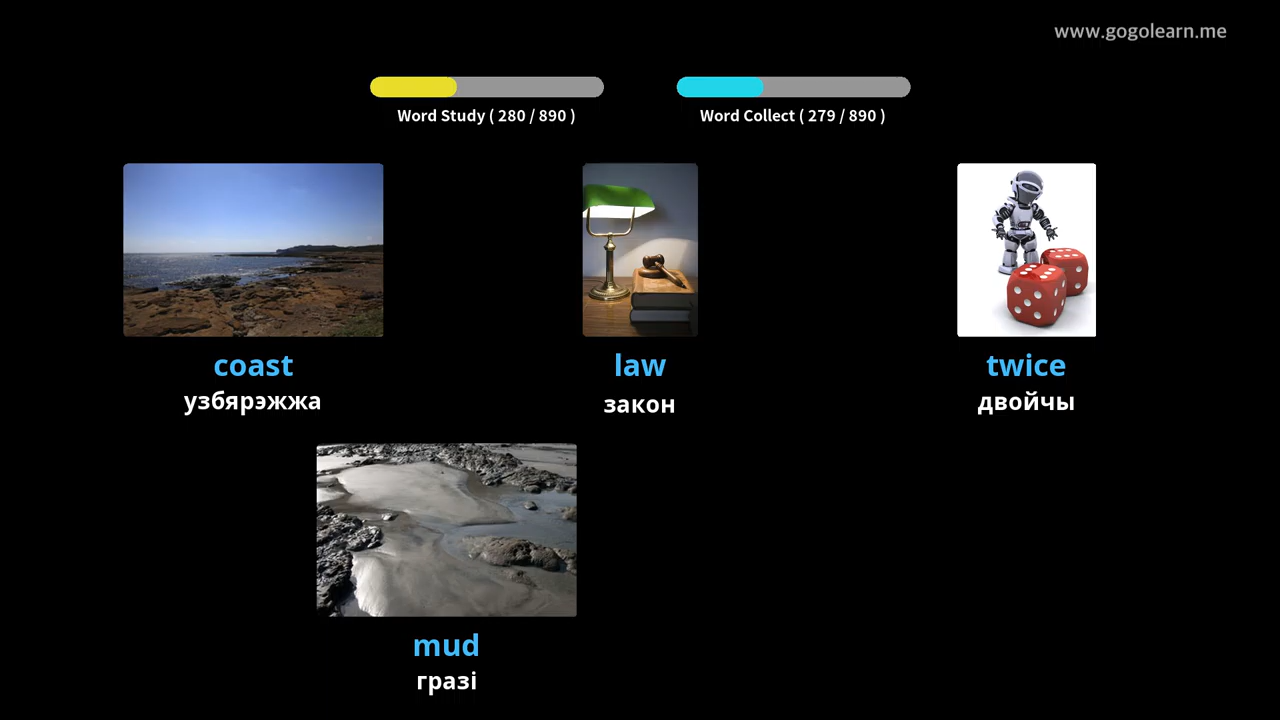 www.gogolearn.me
Word Study ( 280 / 890 )
Word Collect ( 279 / 890 )
coast
узбярэжжа
law
закон
twice
двойчы
mud
гразі